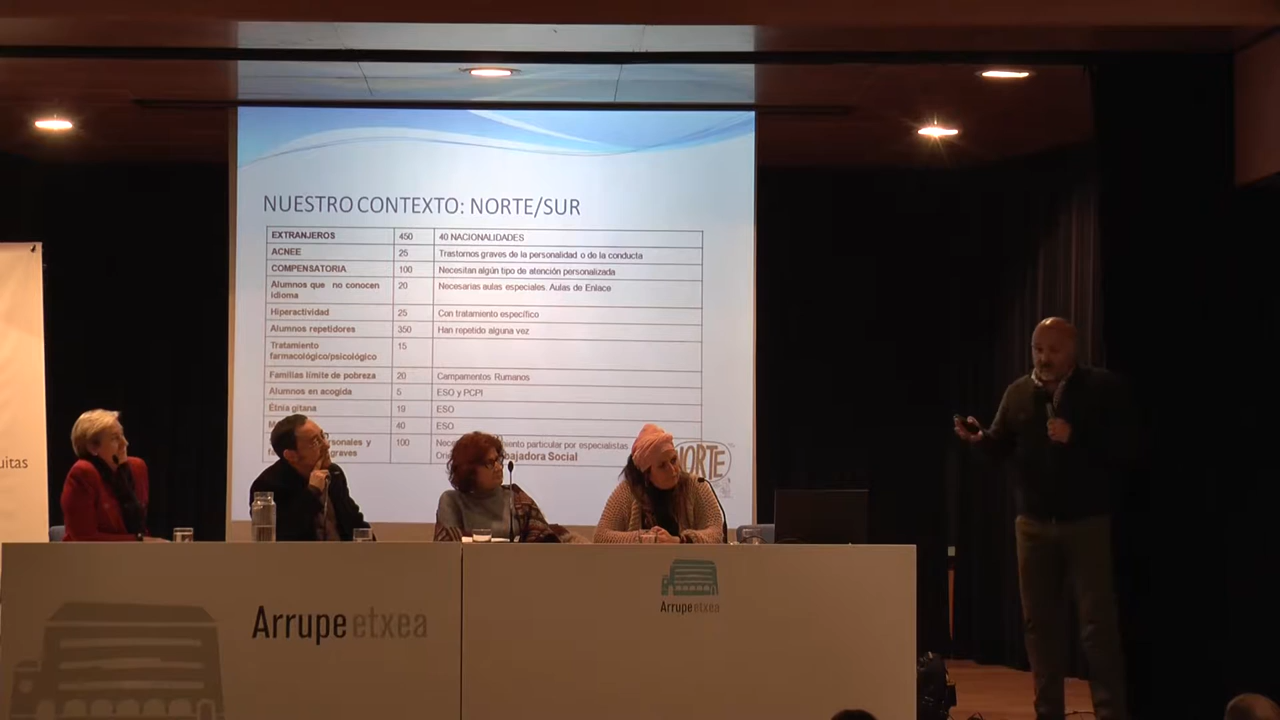 NUESTRO CONTEXTO: NORTE/SUR
EXTRANJEROS 450 40 NACIONALIDADES
ACNEE 25 Trastornos graves de la personalidad o de la conducta
COMPENSATORIA 100 Necesitan algún tipo de atención personalizada
Alumnos que no conocen 20 Necesarias aulas especiales. Aulas de Enlace
idioma
Hiperactividad 25 Con tratamiento específico
Alumnos repetidores 350 Han repetido alguna vez
Tratamiento 15
farmacológico/psicológico
Familias límite de pobreza 20 Campamentos Rumanos
Alumnos en acogida 5 ESO y PCPI
Étnia gitana 19 ESO
40 ESO
y 100 particular por especialistas
graves Social
NORTE
uitas
Arrupe etxea
Arrupe etxea